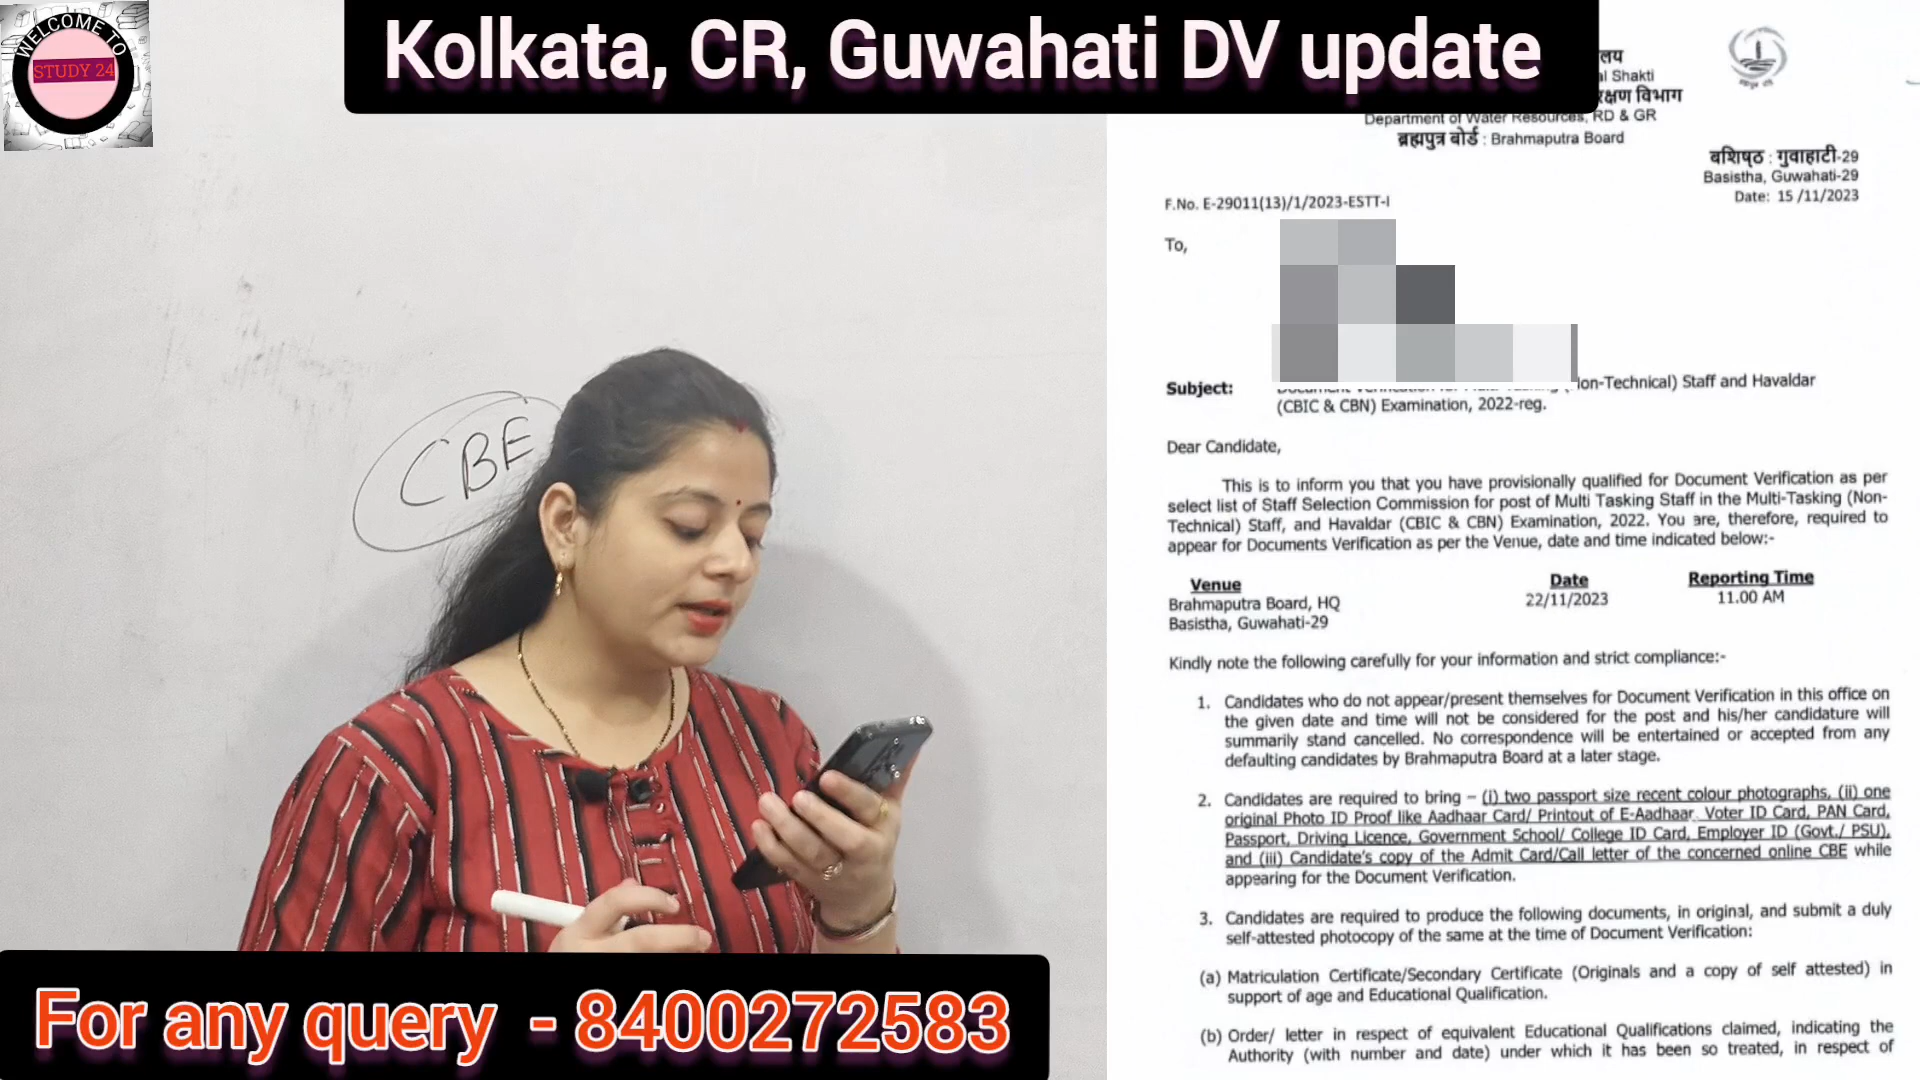 WELCOME TO
STUDY 24
Kolkata, CR, Guwahati DV update
लय
al Shakti
रक्षण विभाग
Department of Water Resources, RD & GR
ब्रह्मपुत्र बोर्ड : Brahmaputra Board
बशिष्ठ : गुवाहाटी-29
Basistha, Guwahati-29
Date: 15 /11/2023
F.No. E-29011(13)/1/2023-ESTT-I
To,
Subject: Document Verification for Multi Tasking (Non-Technical) Staff and Havaldar
(CBIC & CBN) Examination, 2022-reg.
Dear Candidate,
This is to inform you that you have provisionally qualified for Document Verification as per
select list of Staff Selection Commission for post of Multi Tasking Staff in the Multi-Tasking (Non-
Technical) Staff, and Havaldar (CBIC & CBN) Examination, 2022. You are, therefore, required to
appear for Documents Verification as per the Venue, date and time indicated below:-
Venue Date Reporting Time
Brahmaputra Board, HQ 22/11/2023 11.00 AM
Basistha, Guwahati-29
Kindly note the following carefully for your information and strict compliance:-
1. Candidates who do not appear/present themselves for Document Verification in this office on
the given date and time will not be considered for the post and his/her candidature will
summarily stand cancelled. No correspondence will be entertained or accepted from any
defaulting candidates by Brahmaputra Board at a later stage.
2. Candidates are required to bring – (i) two passport size recent colour photographs, (ii) one
original Photo ID Proof like Aadhaar Card/ Printout of E-Aadhaar, Voter ID Card, PAN Card,
Passport, Driving Licence, Government School/ College ID Card, Employer ID (Govt./ PSU),
and (iii) Candidate's copy of the Admit Card/Call letter of the concerned online CBE while
appearing for the Document Verification.
3. Candidates are required to produce the following documents, in original, and submit a duly
self-attested photocopy of the same at the time of Document Verification:
(a) Matriculation Certificate/Secondary Certificate (Originals and a copy of self attested) in
support of age and Educational Qualification.
(b) Order/ letter in respect of equivalent Educational Qualifications claimed, indicating the
Authority (with number and date) under which it has been so treated, in respect of
CBE
For any query - 8400272583